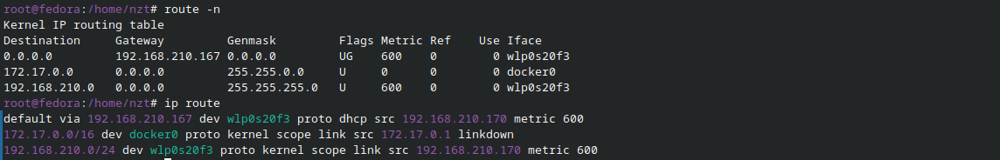 root@fedora:/home/nzt# route -n
Kernel IP routing table
Destination     Gateway         Genmask         Flags Metric Ref    Use Iface
0.0.0.0         192.168.210.167 0.0.0.0         UG    600    0        0 wlp0s20f3
172.17.0.0      0.0.0.0         255.255.0.0     U     0      0        0 docker0
192.168.210.0   0.0.0.0         255.255.255.0   U     600    0        0 wlp0s20f3
root@fedora:/home/nzt# ip route
default via 192.168.210.167 dev wlp0s20f3 proto dhcp src 192.168.210.170 metric 600
172.17.0.0/16 dev docker0 proto kernel scope link src 172.17.0.1 linkdown
192.168.210.0/24 dev wlp0s20f3 proto kernel scope link src 192.168.210.170 metric 600